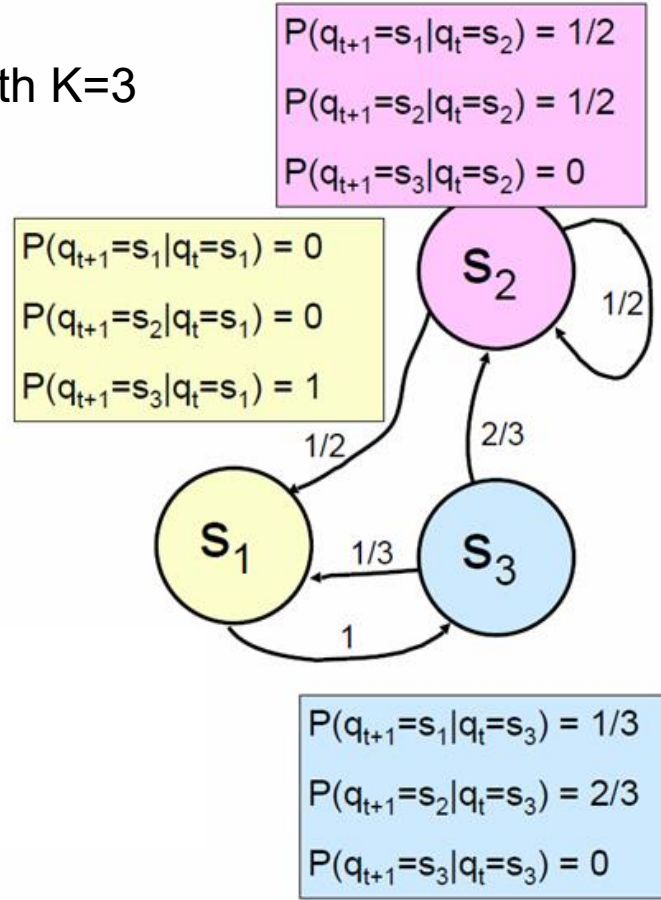 P(qₜ₊₁=s₁|qₜ=s₂) = 1/2
th K=3
P(qₜ₊₁=s₂|qₜ=s₂) = 1/2
P(qₜ₊₁=s₃|qₜ=s₂) = 0
P(qₜ₊₁=s₁|qₜ=s₁) = 0
P(qₜ₊₁=s₂|qₜ=s₁) = 0
P(qₜ₊₁=s₃|qₜ=s₁) = 1
s₂
1/2
1/2
2/3
s₁
1/3
s₃
1
P(qₜ₊₁=s₁|qₜ=s₃) = 1/3
P(qₜ₊₁=s₂|qₜ=s₃) = 2/3
P(qₜ₊₁=s₃|qₜ=s₃) = 0